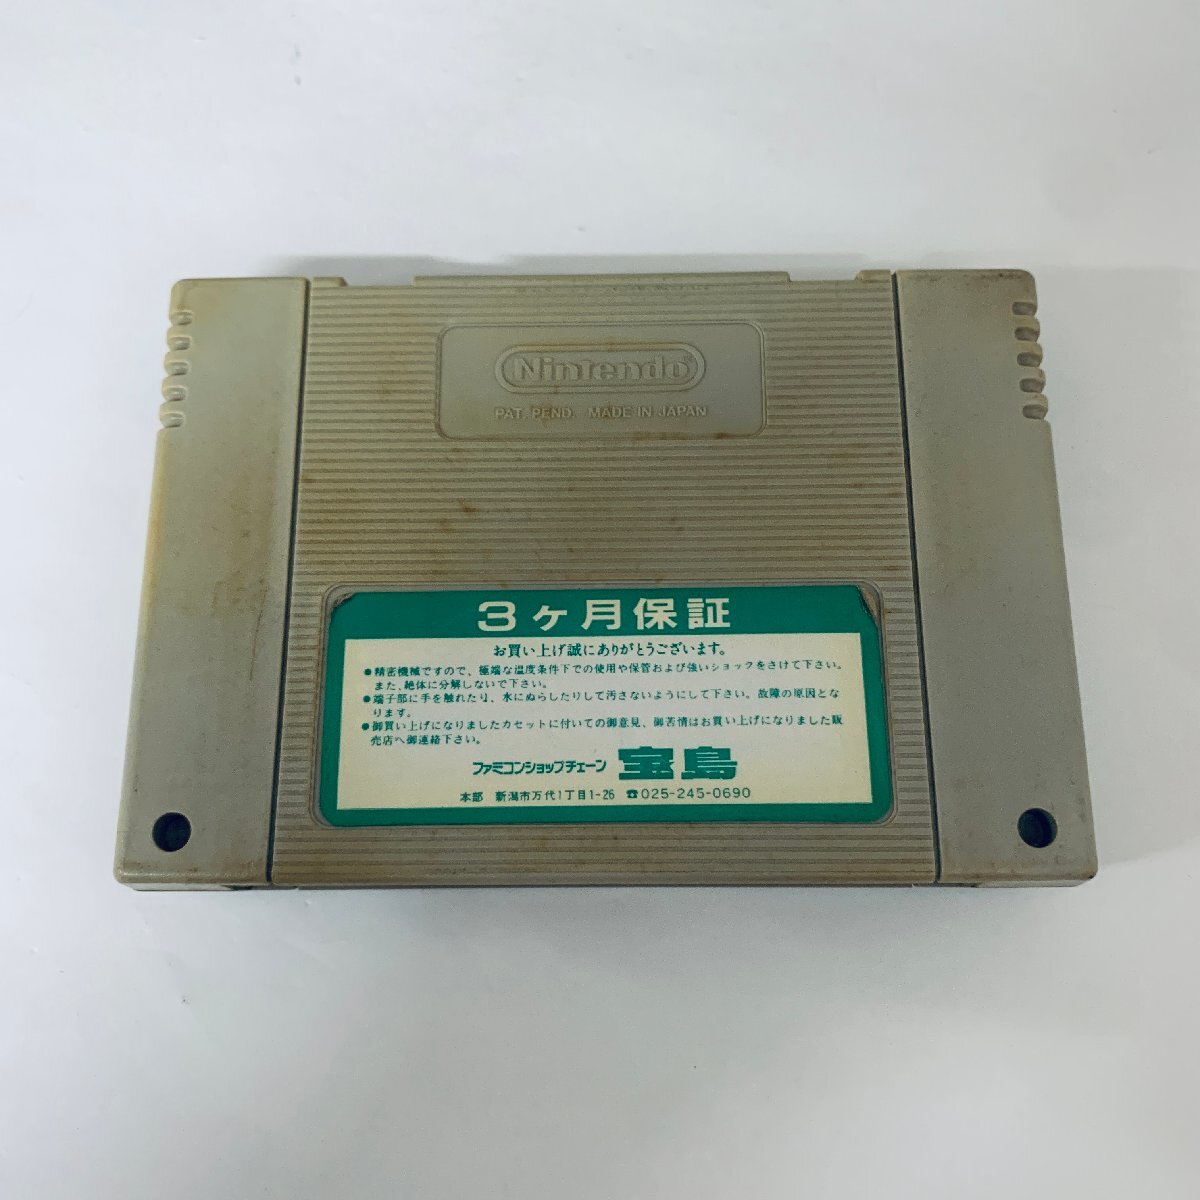 Nintendo®
PAT. PEND. MADE IN JAPAN
3ヶ月保証
お買い上げ誠にありがとうございます。
●精密機械ですので、極端な温度条件下での使用や保管および強いショックをさけて下さい。
また、絶体に分解しないで下さい。
●端子部に手を触れたり、水にぬらしたりして汚さないようにして下さい。故障の原因とな
ります。
●御買い上げになりましたカセットに付いての御意見、御苦情はお買い上げになりました販
売店へ御連絡下さい。
ファミコンショップチェーン 宝島
本部 新潟市万代1丁目1-26 ☎025-245-0690